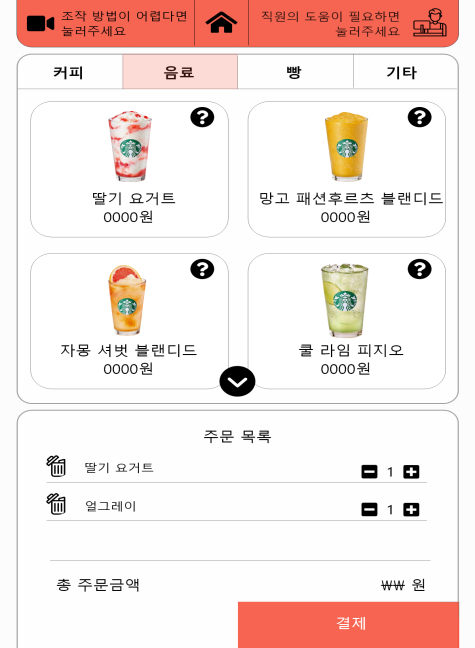 조작 방법이 어렵다면
눌러주세요
직원의 도움이 필요하면
눌러주세요
커피
음료
빵
기타
?
딸기 요거트
0000원
?
망고 패션후르츠 블랜디드
0000원
?
자몽 셔벗 블랜디드
0000원
?
쿨 라임 피지오
0000원
주문 목록
딸기 요거트
1
얼그레이
1
총 주문금액
₩₩ 원
결제